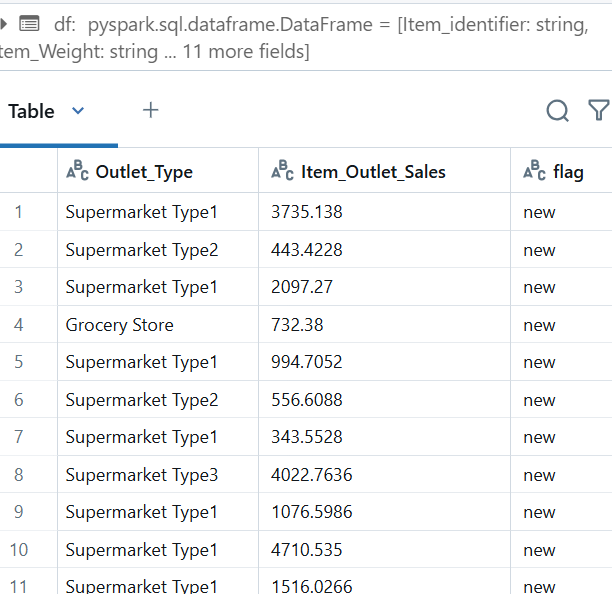 df: pyspark.sql.dataframe.DataFrame = [Item_identifier: string,
tem_Weight: string ... 11 more fields]
Table +
ABC Outlet_Type ABC Item_Outlet_Sales ABC flag
1 Supermarket Type1 3735.138 new
2 Supermarket Type2 443.4228 new
3 Supermarket Type1 2097.27 new
4 Grocery Store 732.38 new
5 Supermarket Type1 994.7052 new
6 Supermarket Type2 556.6088 new
7 Supermarket Type1 343.5528 new
8 Supermarket Type3 4022.7636 new
9 Supermarket Type1 1076.5986 new
10 Supermarket Type1 4710.535 new
11 Supermarket Type1 1516.0266 new